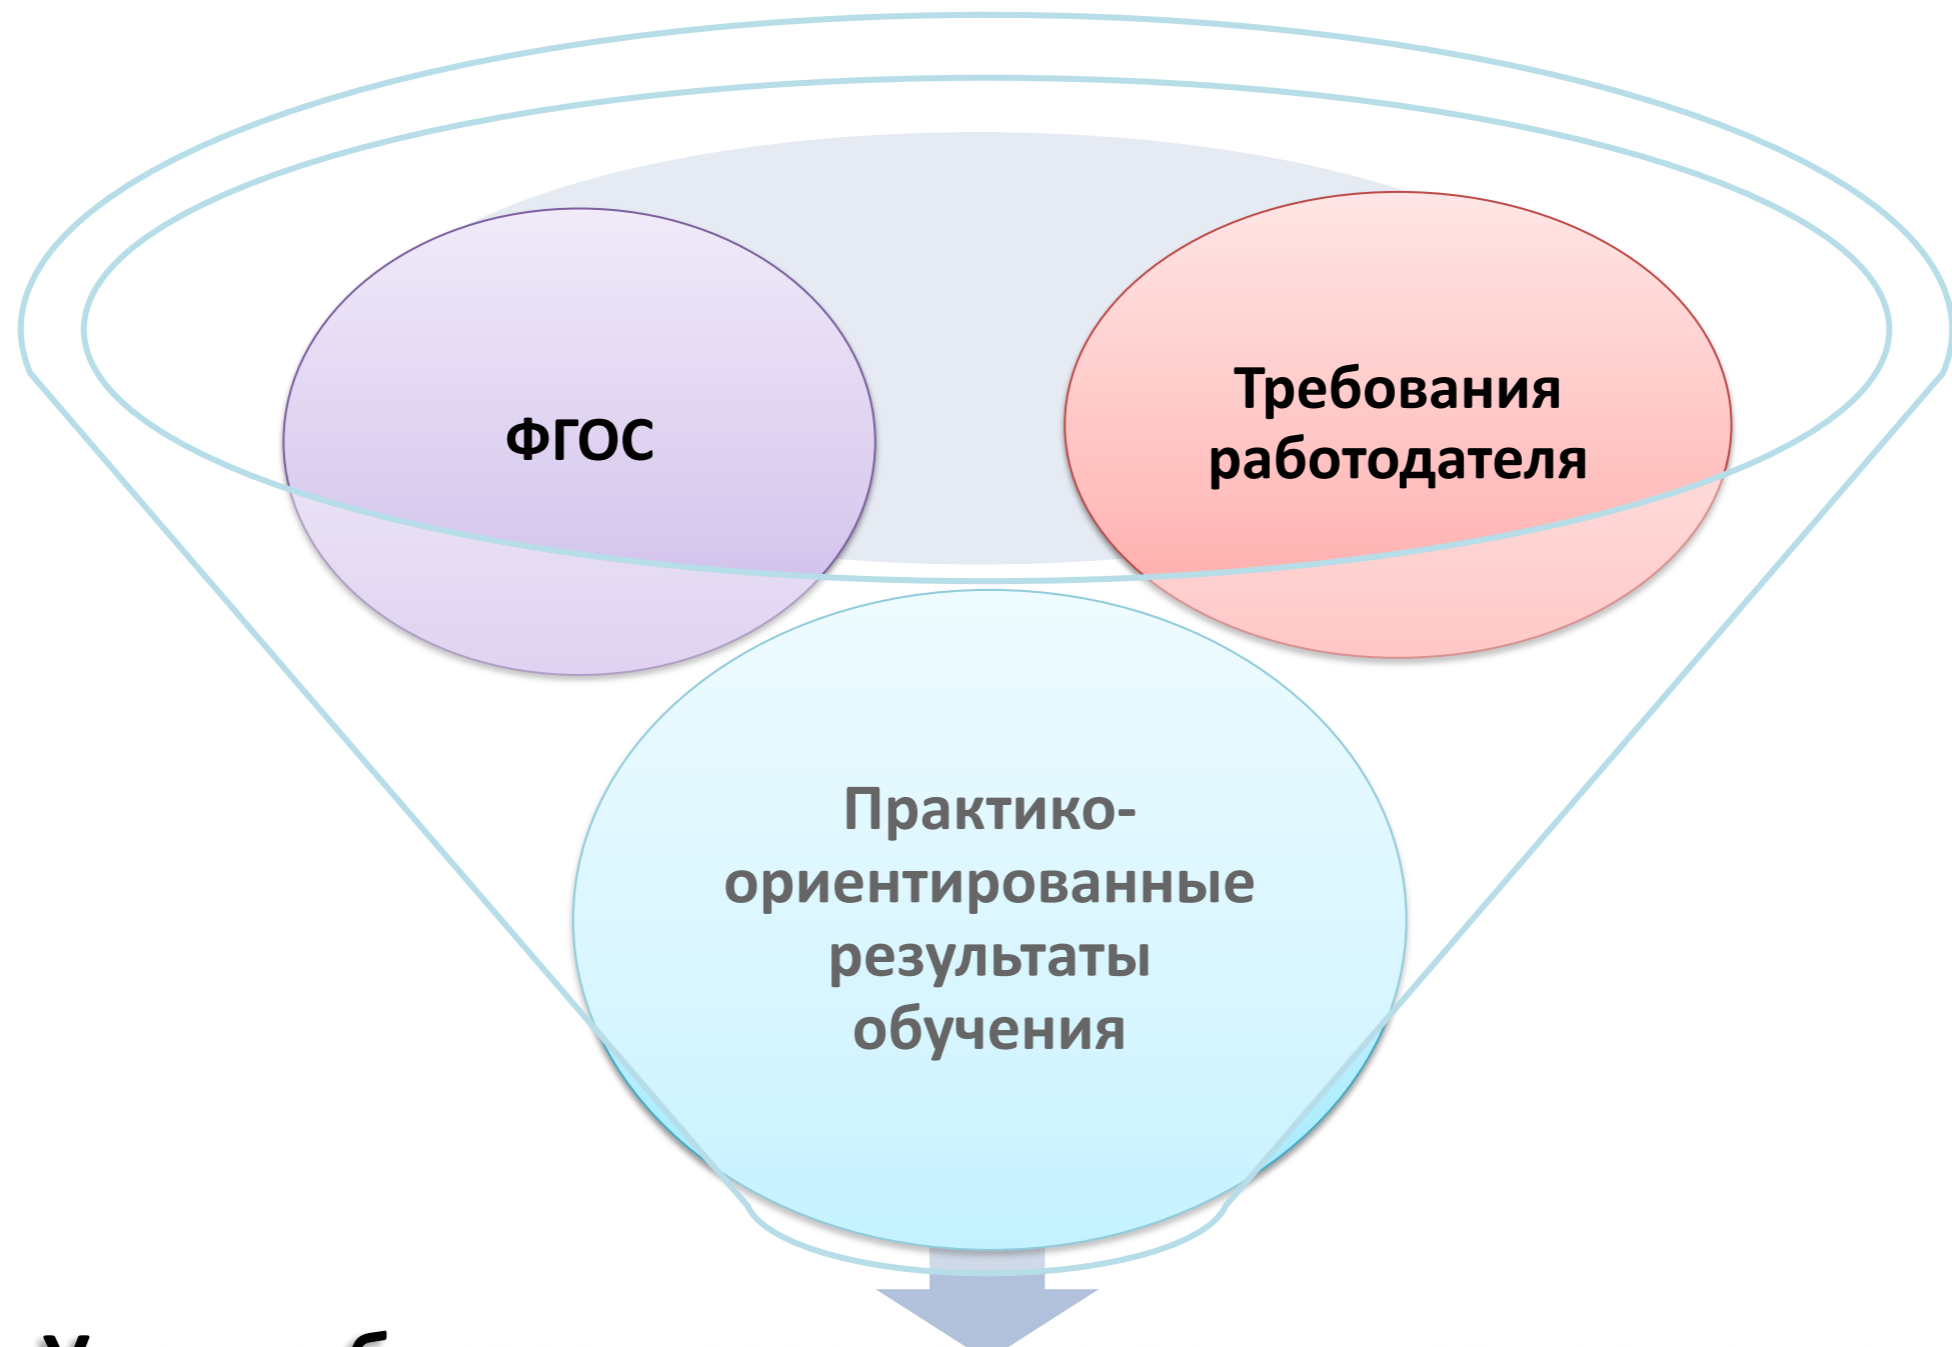 ФГОС
Требования
работодателя
Практико-
ориентированные
результаты
обучения